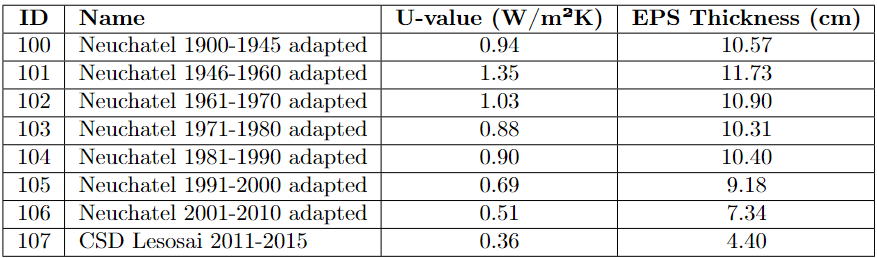 ID Name U-value (W/m²K) EPS Thickness (cm)
100 Neuchatel 1900-1945 adapted 0.94 10.57
101 Neuchatel 1946-1960 adapted 1.35 11.73
102 Neuchatel 1961-1970 adapted 1.03 10.90
103 Neuchatel 1971-1980 adapted 0.88 10.31
104 Neuchatel 1981-1990 adapted 0.90 10.40
105 Neuchatel 1991-2000 adapted 0.69 9.18
106 Neuchatel 2001-2010 adapted 0.51 7.34
107 CSD Lesosai 2011-2015 0.36 4.40